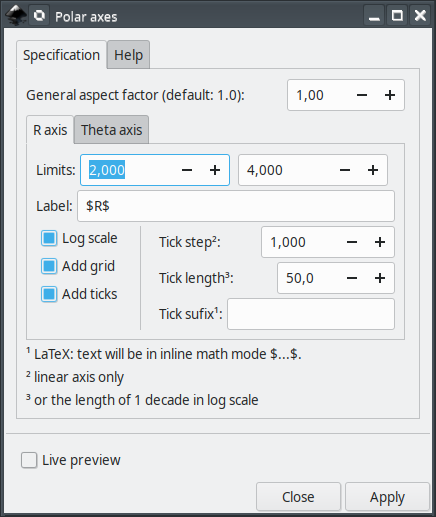 Polar axes
Specification Help
General aspect factor (default: 1.0): 1,00
R axis Theta axis
Limits: 2,000 4,000
Label: $R$
Log scale Tick step²: 1,000
Add grid Tick length³: 50,0
Add ticks Tick sufix¹:
¹ LaTeX: text will be in inline math mode $...$.
² linear axis only
³ or the length of 1 decade in log scale
Live preview
Close Apply